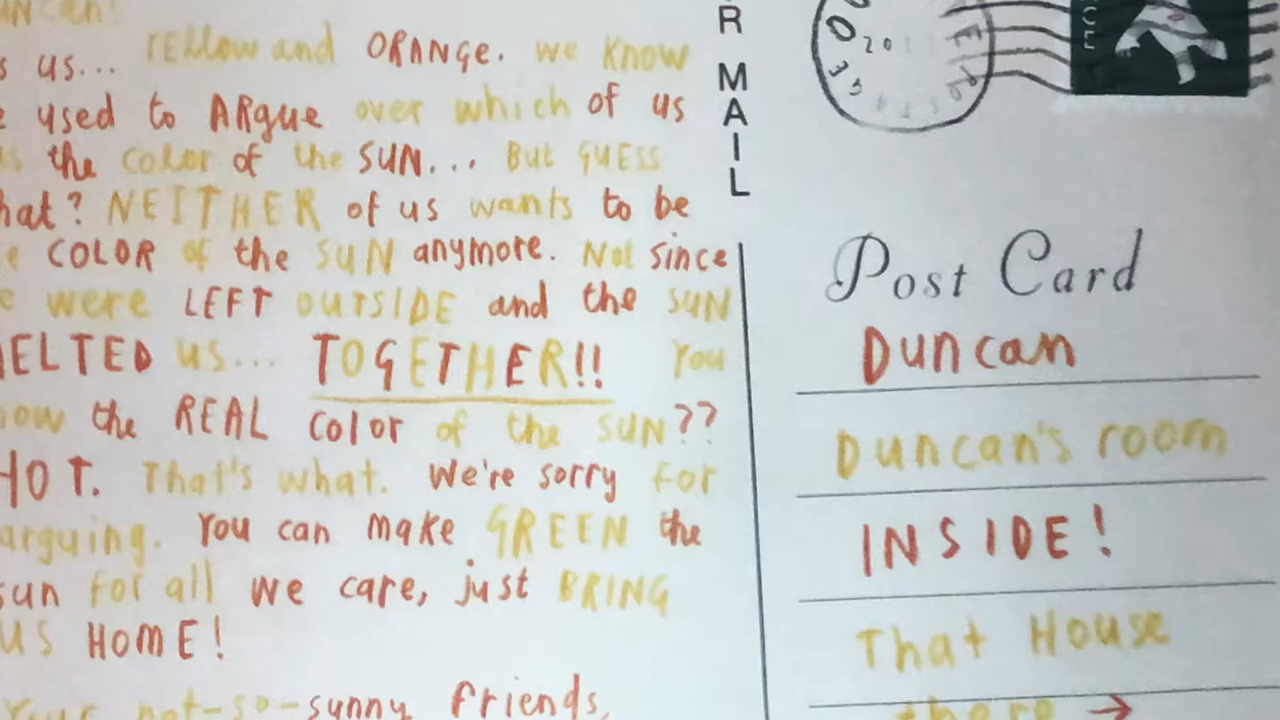 us... YELLOW and ORANGE. we know
used to ARgue over which of us
the color of the SUN... But GUESS
hat? NEITHER of us wants to be
COLOR of the SUN anymore. Not since
were LEFT OUTSIDE and the SUN
ELTED us... TOGETHER!! You
now the REAL color of the SUN??
HOT. That's what. We're sorry For
arguing. You can make GREEN the
sun For all we care, just BRING
US HOME!
Your not-so-sunny friends,
R MAIL
Post Card
Duncan
Duncan's room
INSIDE!
That House
there →